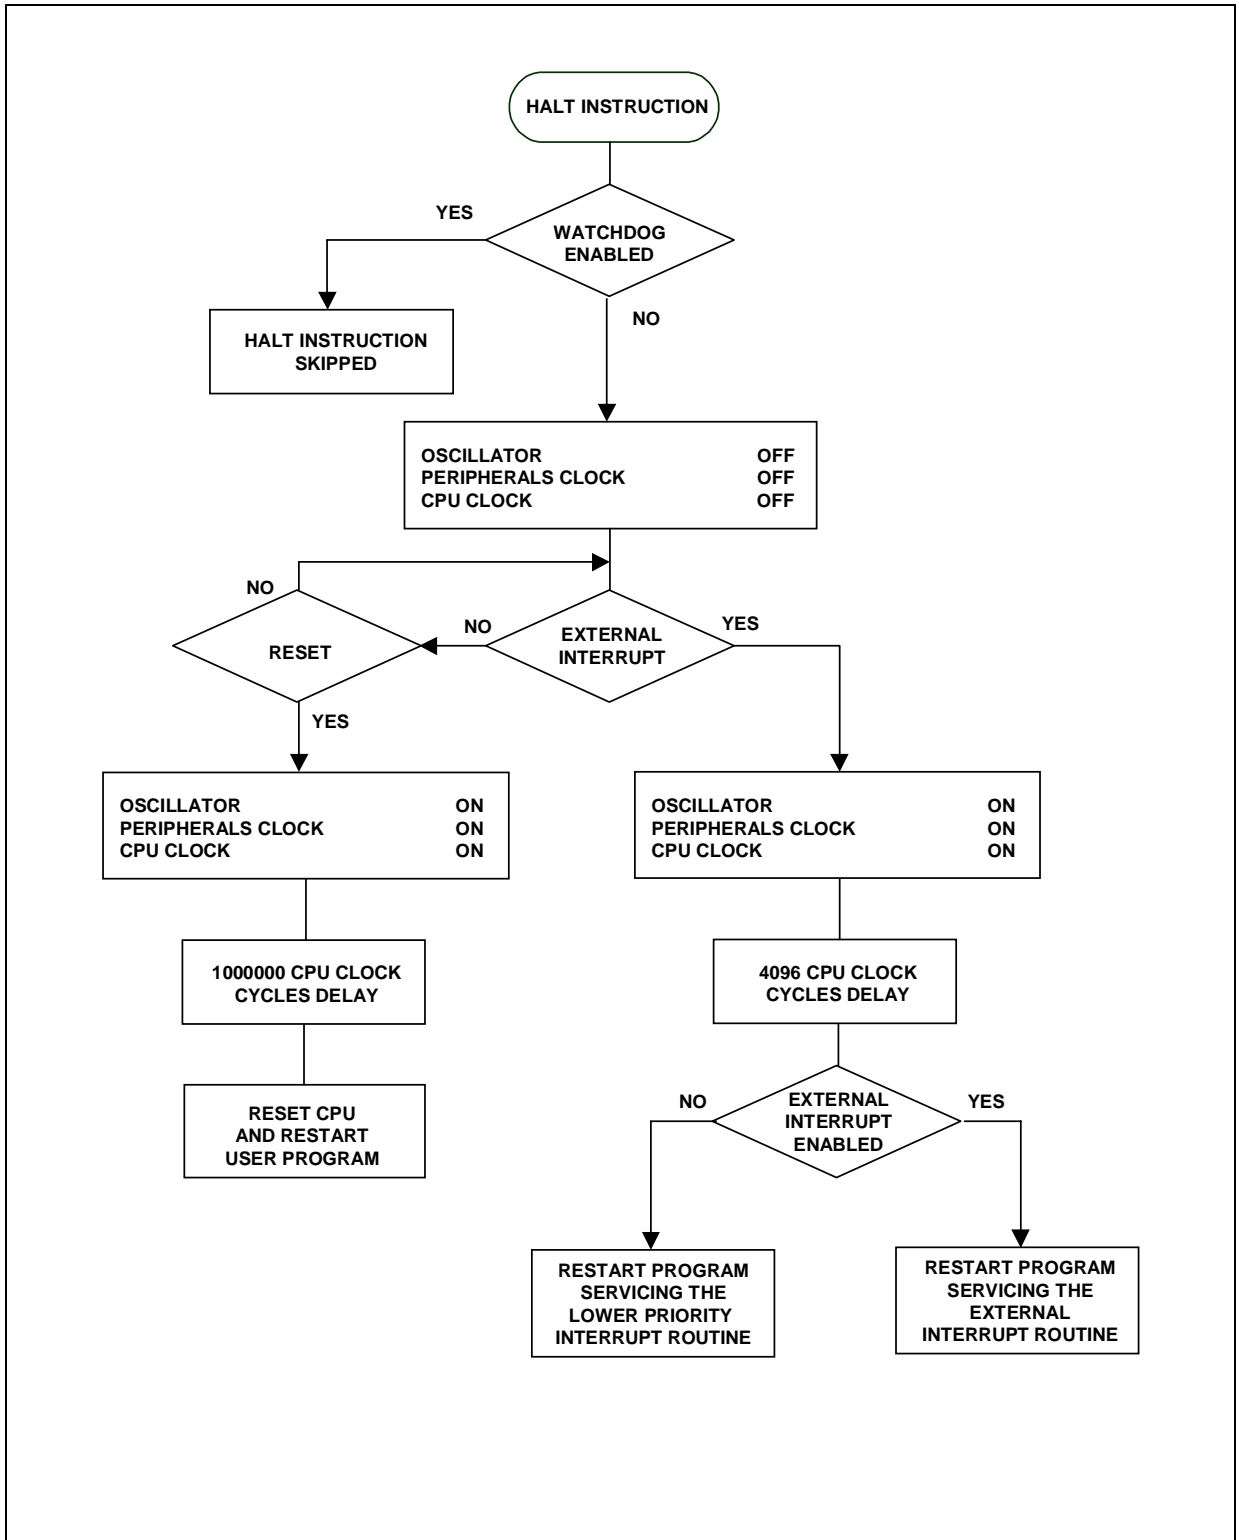 HALT INSTRUCTION
YES
WATCHDOG
ENABLED
NO
HALT INSTRUCTION
SKIPPED
OSCILLATOR OFF
PERIPHERALS CLOCK OFF
CPU CLOCK OFF
NO
RESET
NO
EXTERNAL
INTERRUPT
YES
YES
OSCILLATOR ON
PERIPHERALS CLOCK ON
CPU CLOCK ON
OSCILLATOR ON
PERIPHERALS CLOCK ON
CPU CLOCK ON
1000000 CPU CLOCK
CYCLES DELAY
4096 CPU CLOCK
CYCLES DELAY
RESET CPU
AND RESTART
USER PROGRAM
NO
EXTERNAL
INTERRUPT
ENABLED
YES
RESTART PROGRAM
SERVICING THE
LOWER PRIORITY
INTERRUPT ROUTINE
RESTART PROGRAM
SERVICING THE
EXTERNAL
INTERRUPT ROUTINE